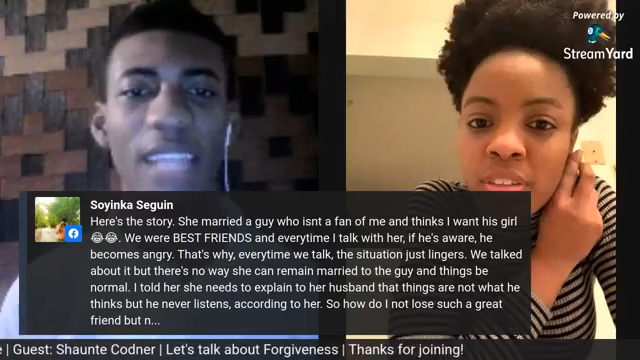 Powered by
StreamYard
Soyinka Seguin
Here's the story. She married a guy who isnt a fan of me and thinks I want his girl
😂😂. We were BEST FRIENDS and everytime I talk with her, if he's aware, he
becomes angry. That's why, everytime we talk, the situation just lingers. We talked
about it but there's no way she can remain married to the guy and things be
normal. I told her she needs to explain to her husband that things are not what he
thinks but he never listens, according to her. So how do I not lose such a great
friend but n...
e | Guest: Shaunte Codner | Let's talk about Forgiveness | Thanks for joining!